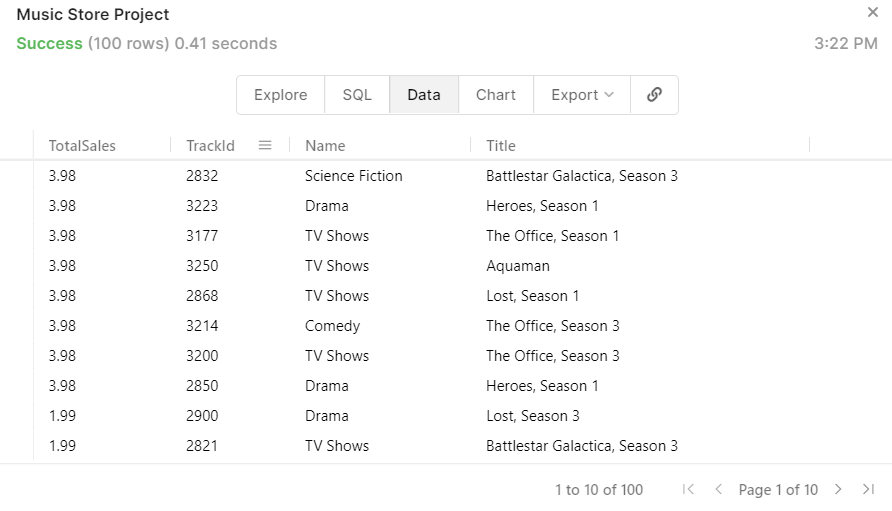 Music Store Project
Success (100 rows) 0.41 seconds 3:22 PM
Explore SQL Data Chart Export
TotalSales TrackId Name Title
3.98 2832 Science Fiction Battlestar Galactica, Season 3
3.98 3223 Drama Heroes, Season 1
3.98 3177 TV Shows The Office, Season 1
3.98 3250 TV Shows Aquaman
3.98 2868 TV Shows Lost, Season 1
3.98 3214 Comedy The Office, Season 3
3.98 3200 TV Shows The Office, Season 3
3.98 2850 Drama Heroes, Season 1
1.99 2900 Drama Lost, Season 3
1.99 2821 TV Shows Battlestar Galactica, Season 3
1 to 10 of 100 Page 1 of 10